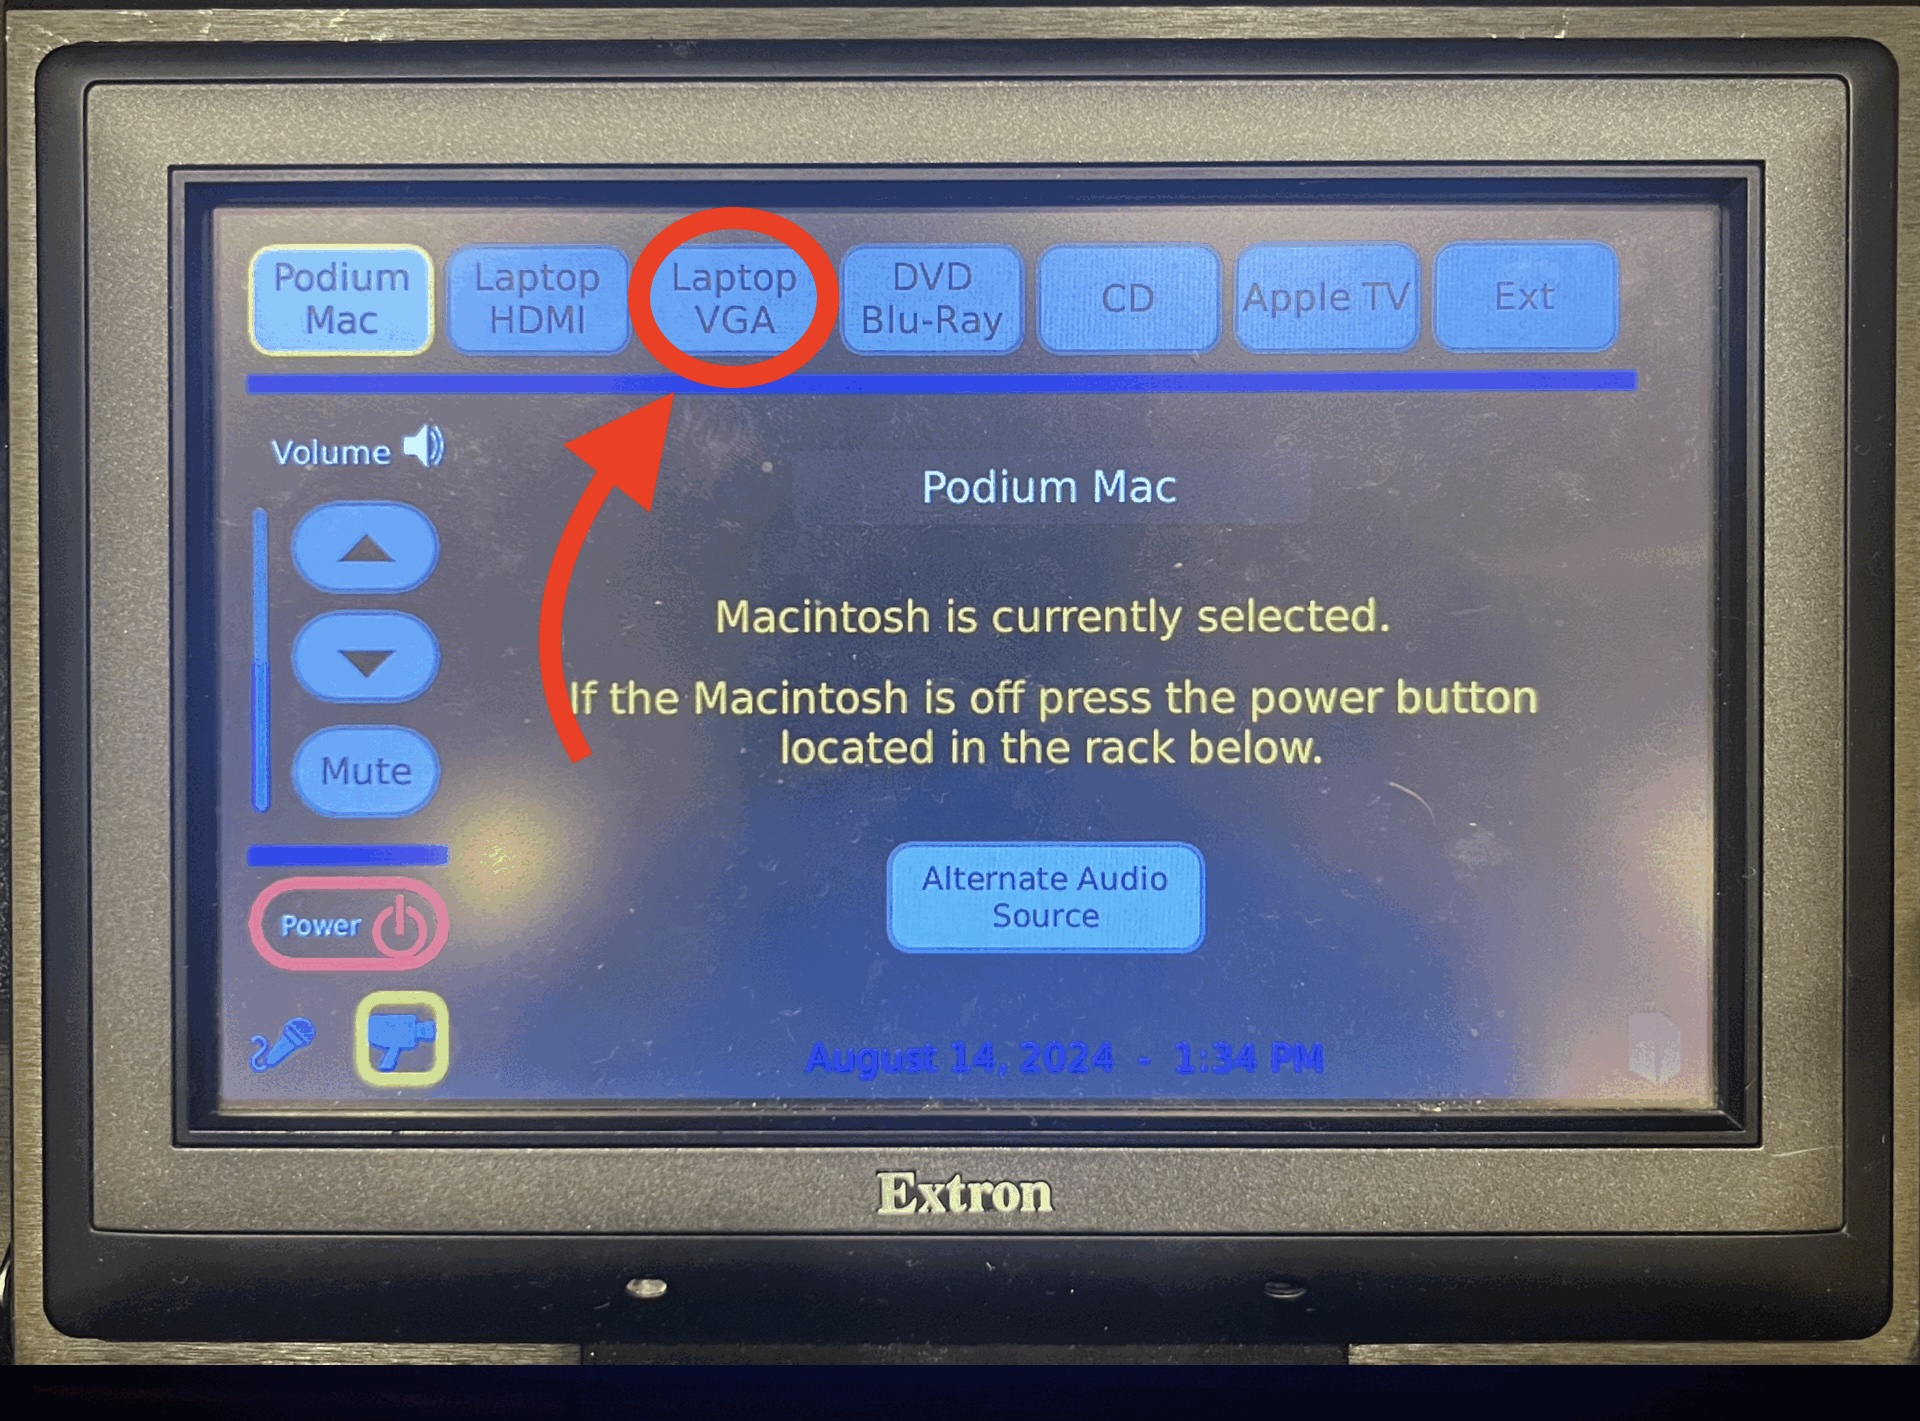 Podium
Mac
Laptop
HDMI
Laptop
VGA
DVD
Blu-Ray
CD
Apple TV
Ext
Volume
Podium Mac
Macintosh is currently selected.
If the Macintosh is off press the power button
located in the rack below.
Mute
Alternate Audio
Source
Power
August 14, 2024 - 1:34 PM
Extron